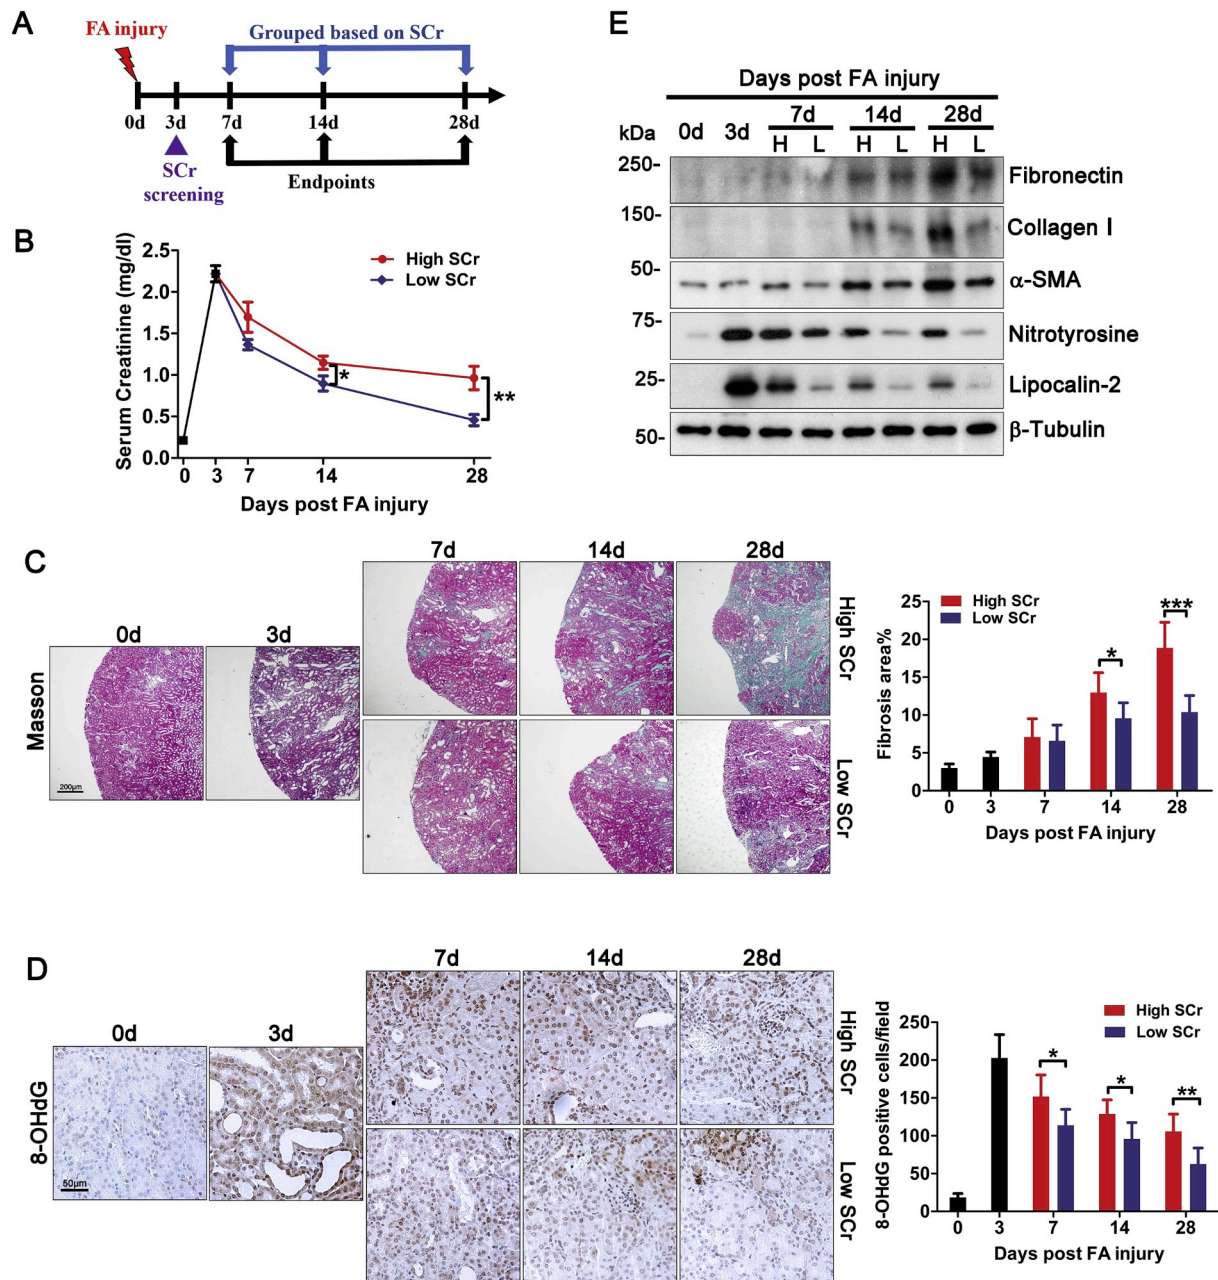 A
FA injury
Grouped based on SCr
0d 3d 7d 14d 28d
SCr
screening
Endpoints
B
Serum Creatinine (mg/dl)
2.5
2.0
1.5
1.0
0.5
0.0
High SCr
Low SCr
*
**
0 3 7 14 28
Days post FA injury
E
Days post FA injury
kDa 0d 3d 7d 14d 28d
H L H L H L
250- Fibronectin
150- Collagen I
50- α-SMA
75- Nitrotyrosine
25- Lipocalin-2
50- β-Tubulin
C
Masson
0d 3d 7d 14d 28d
200μm
High SCr
Low SCr
Fibrosis area%
25
20
15
10
5
0
High SCr
Low SCr
*
***
0 3 7 14 28
Days post FA injury
D
8-OHdG
0d 3d 7d 14d 28d
50μm
High SCr
Low SCr
8-OHdG positive cells/field
250
200
150
100
50
0
High SCr
Low SCr
*
*
**
0 3 7 14 28
Days post FA injury